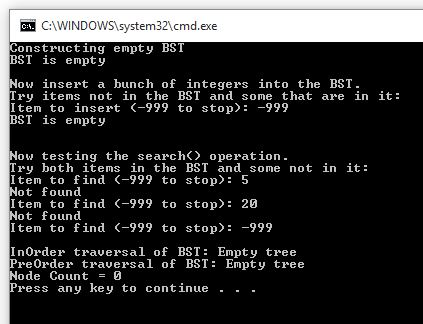 C:\WINDOWS\system32\cmd.exe
Constructing empty BST
BST is empty
Now insert a bunch of integers into the BST.
Try items not in the BST and some that are in it:
Item to insert (-999 to stop): -999
BST is empty
Now testing the search() operation.
Try both items in the BST and some not in it:
Item to find (-999 to stop): 5
Not found
Item to find (-999 to stop): 20
Not found
Item to find (-999 to stop): -999
InOrder traversal of BST: Empty tree
PreOrder traversal of BST: Empty tree
Node Count = 0
Press any key to continue . . .